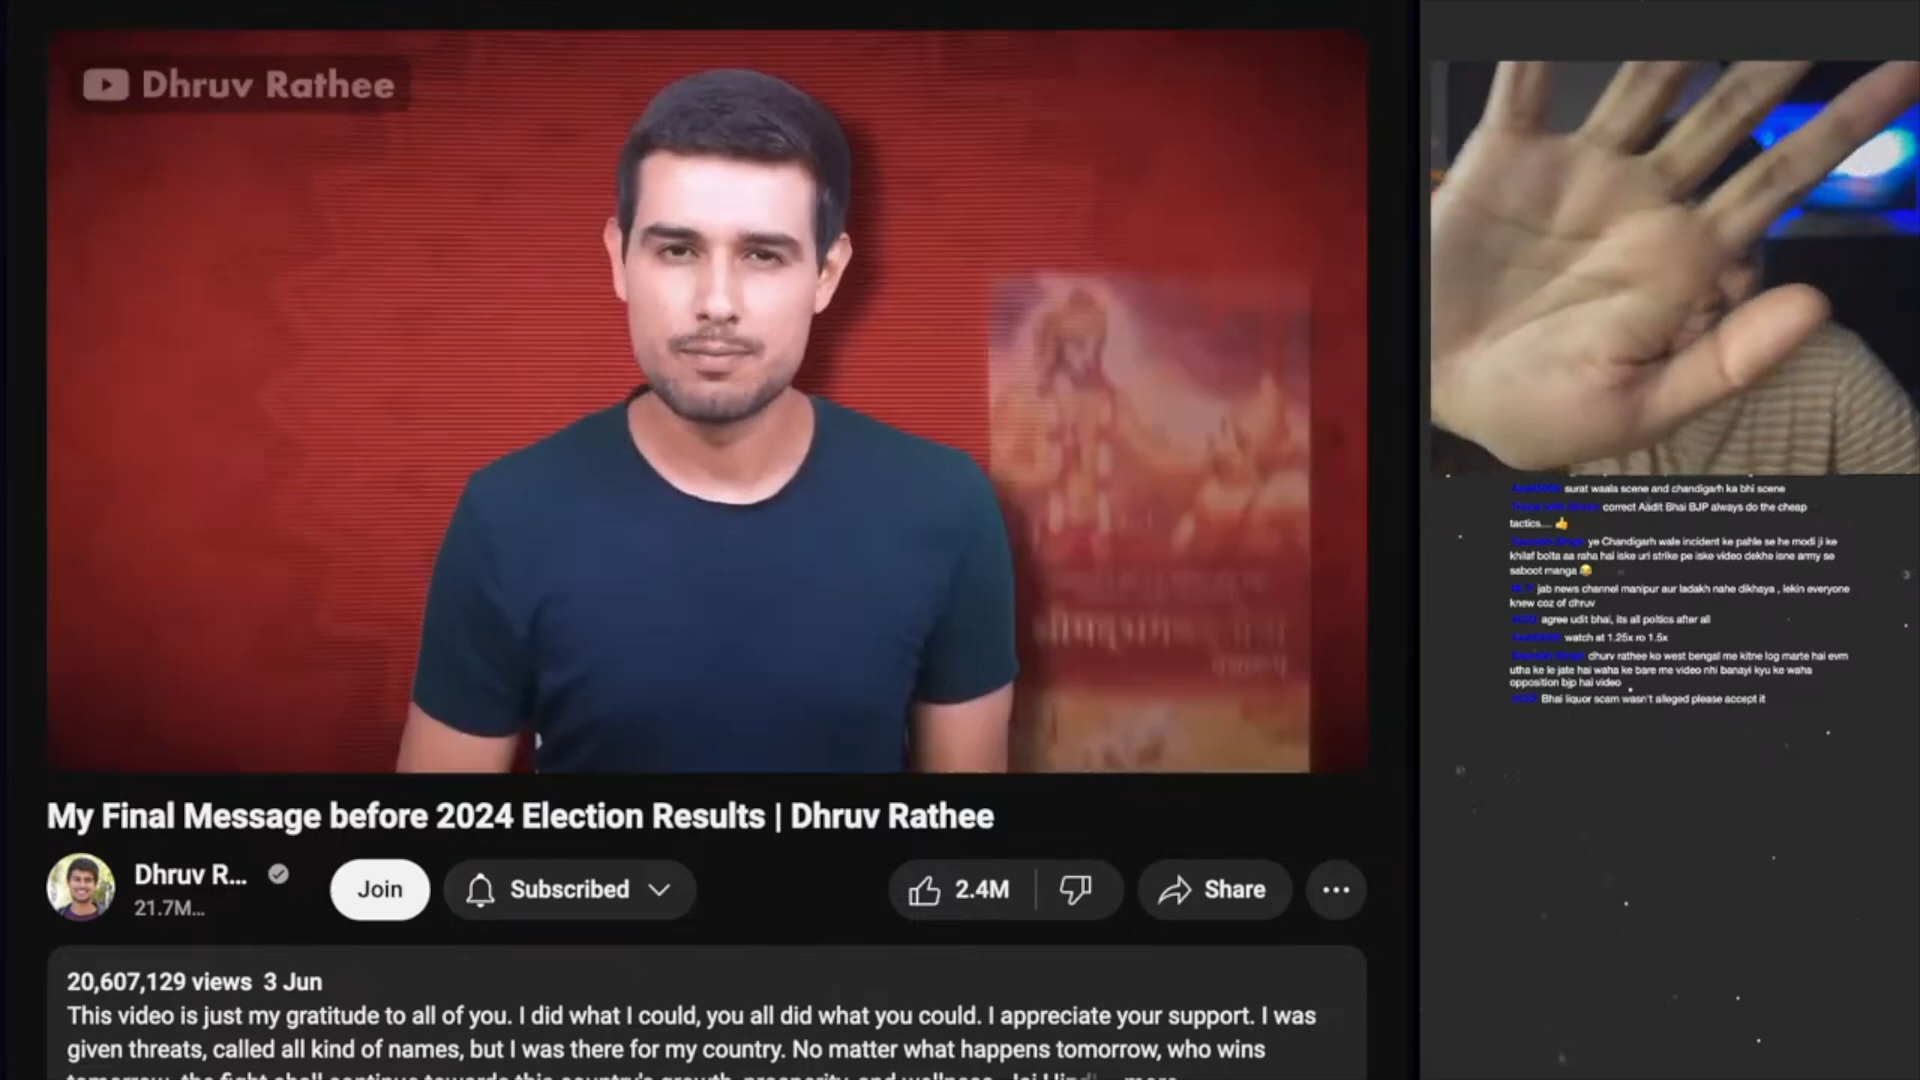 Dhruv Rathee
My Final Message before 2024 Election Results | Dhruv Rathee
Dhruv R...
21.7M...
Join
Subscribed
2.4M
Share
20,607,129 views 3 Jun
This video is just my gratitude to all of you. I did what I could, you all did what you could. I appreciate your support. I was
given threats, called all kind of names, but I was there for my country. No matter what happens tomorrow, who wins
surat waala scene and chandigarh ka bhi scene
correct Aadit Bhai BJP always do the cheap
tactics.... 👍
ye Chandigarh wale incident ke pahle se he modi ji ke
khilaf bolta aa raha hai iske uri strike pe iske video dekhe isne army se
saboot manga 😂
jab news channel manipur aur ladakh nahe dikhaya , lekin everyone
knew coz of dhruv
agree udit bhai, its all poltics after all
watch at 1.25x ro 1.5x
dhurv rathee ko west bengal me kitne log marte hai evm
utha ke le jate hai waha ke bare me video nhi banayi kyu ke waha
opposition bjp hai video
Bhai liquor scam wasn't alleged please accept it